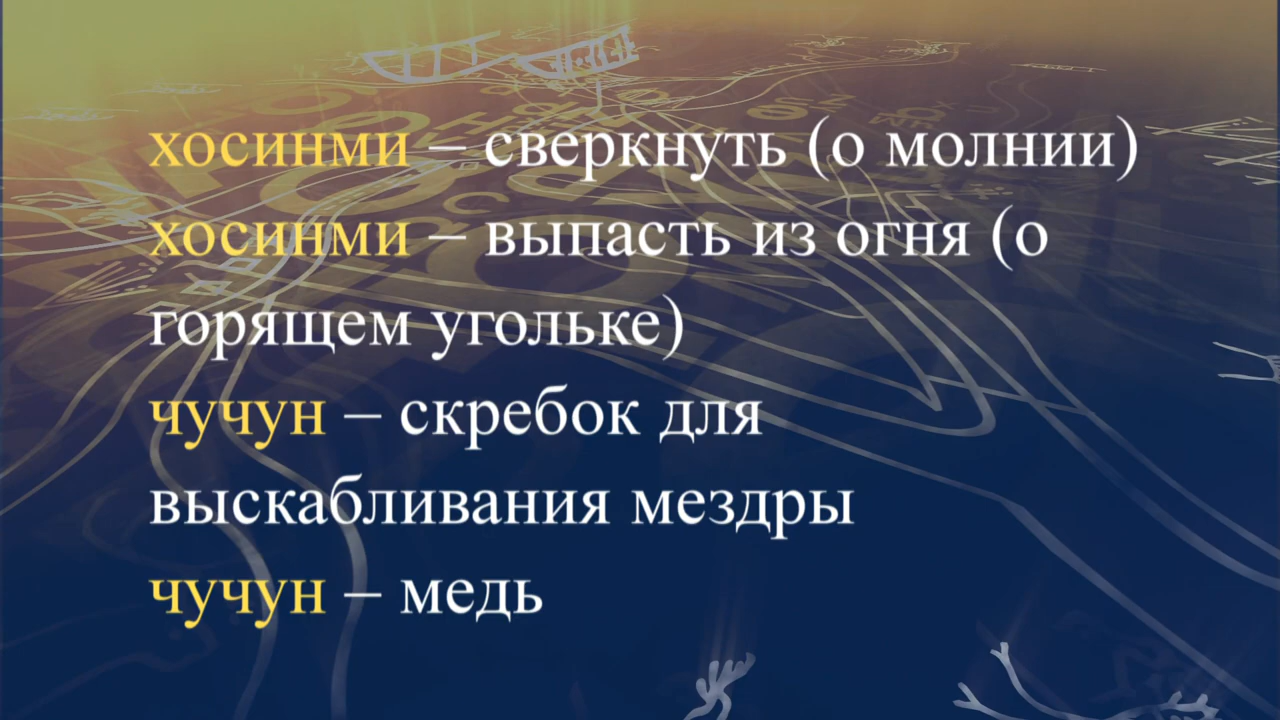 хосинми – сверкнуть (о молнии)
хосинми – выпасть из огня (о
горящем угольке)
чучун – скребок для
выскабливания мездры
чучун – медь